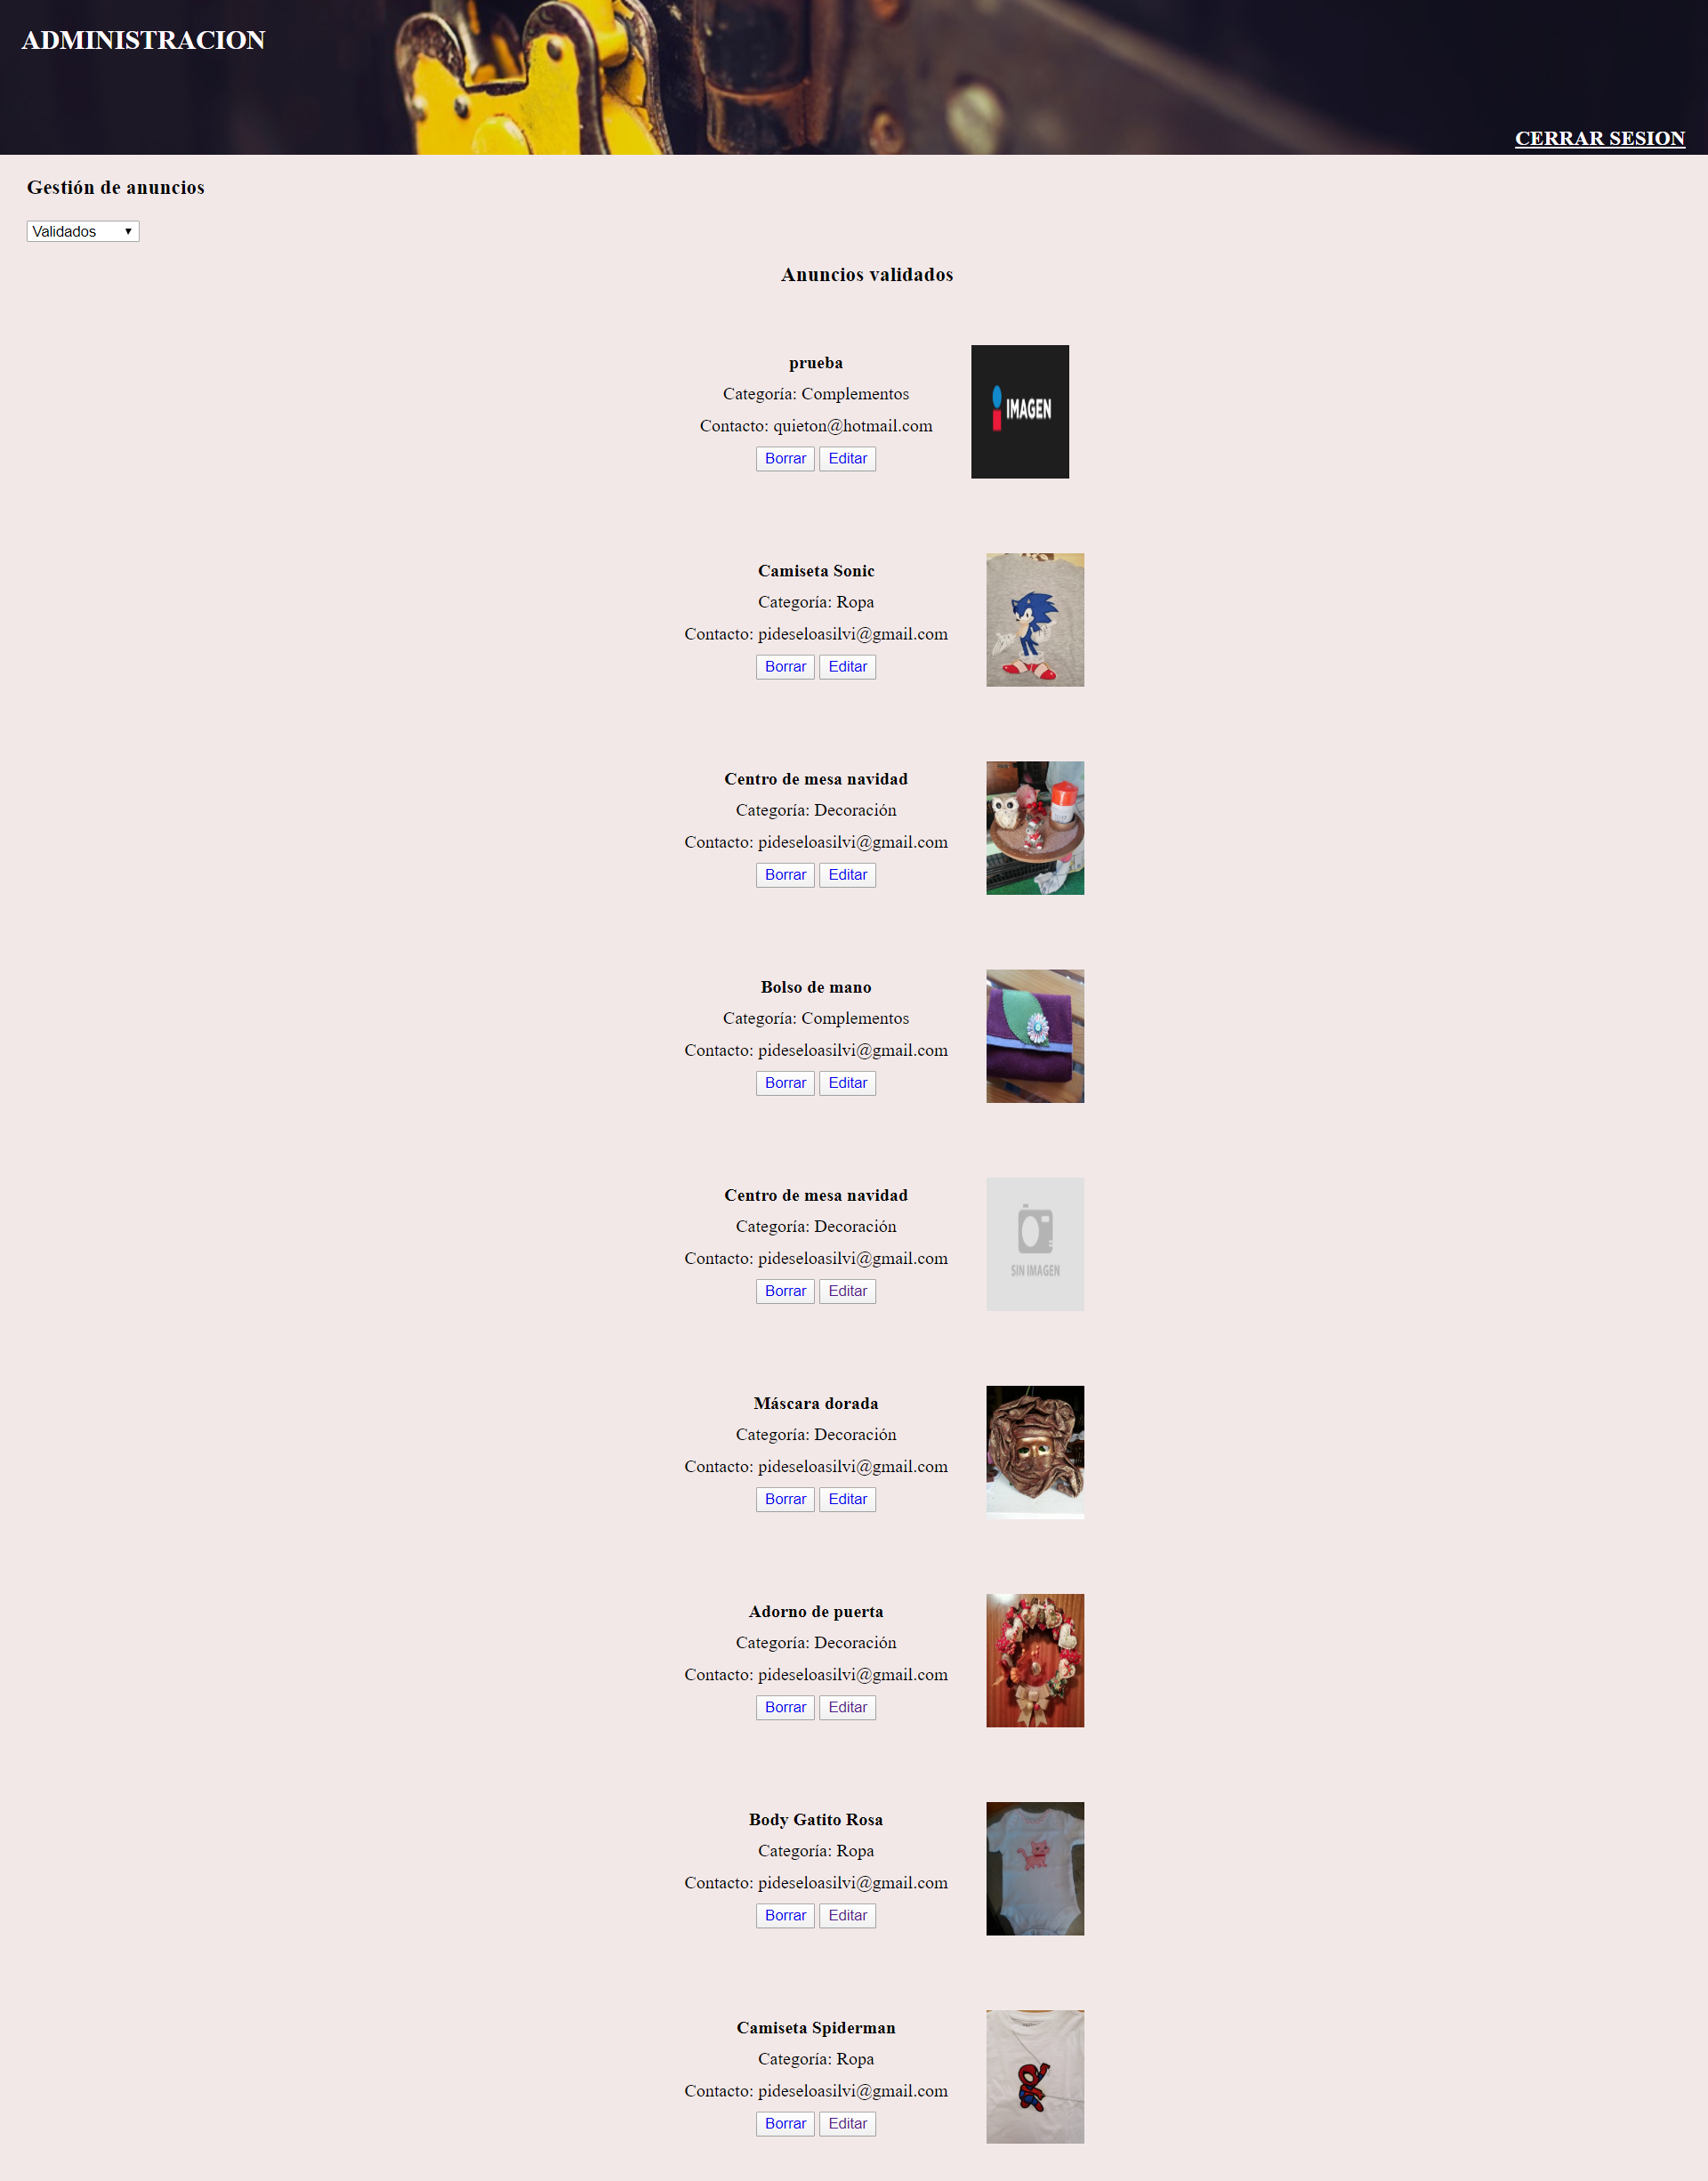 ADMINISTRACION
CERRAR SESION
Gestión de anuncios
Validados
Anuncios validados
prueba
Categoría: Complementos
Contacto: quieton@hotmail.com
Borrar Editar
IMAGEN
Camiseta Sonic
Categoría: Ropa
Contacto: pideseloasilvi@gmail.com
Borrar Editar
Centro de mesa navidad
Categoría: Decoración
Contacto: pideseloasilvi@gmail.com
Borrar Editar
Bolso de mano
Categoría: Complementos
Contacto: pideseloasilvi@gmail.com
Borrar Editar
Centro de mesa navidad
Categoría: Decoración
Contacto: pideseloasilvi@gmail.com
Borrar Editar
SIN IMAGEN
Máscara dorada
Categoría: Decoración
Contacto: pideseloasilvi@gmail.com
Borrar Editar
Adorno de puerta
Categoría: Decoración
Contacto: pideseloasilvi@gmail.com
Borrar Editar
Body Gatito Rosa
Categoría: Ropa
Contacto: pideseloasilvi@gmail.com
Borrar Editar
Camiseta Spiderman
Categoría: Ropa
Contacto: pideseloasilvi@gmail.com
Borrar Editar